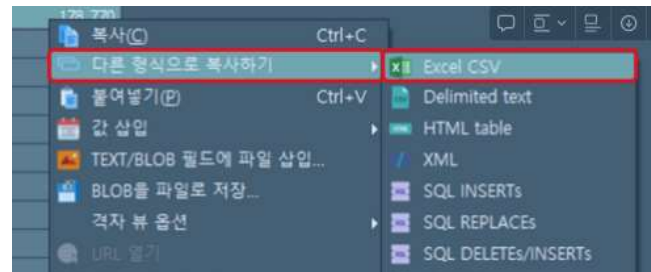 178,770
복사(C) Ctrl+C
다른 형식으로 복사하기
붙여넣기(P) Ctrl+V
값 삽입
TEXT/BLOB 필드에 파일 삽입...
BLOB을 파일로 저장...
격자 뷰 옵션
URL 열기
Excel CSV
Delimited text
HTML table
XML
SQL INSERTs
SQL REPLACEs
SQL DELETEs/INSERTs